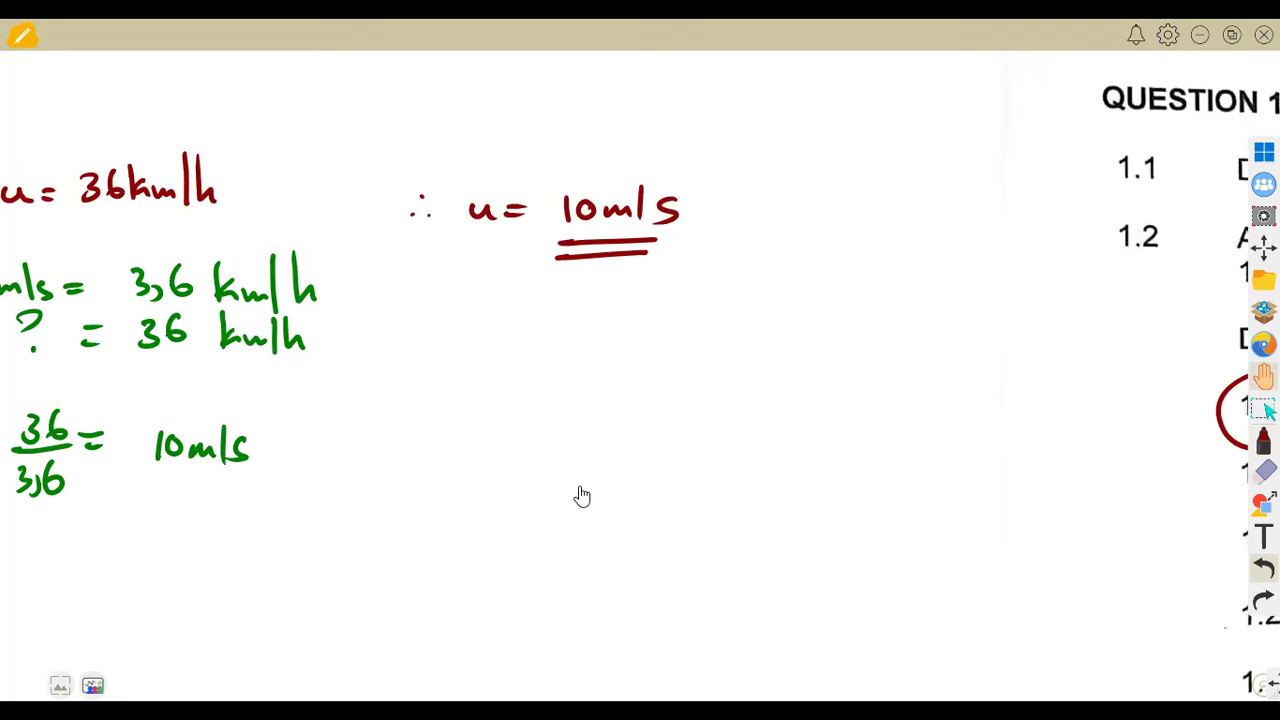 u = 36km/h
∴ u = 10m/s
m/s = 3,6 km/h
? = 36 km/h
36/3,6 = 10m/s
QUESTION 1
1.1
1.2
T